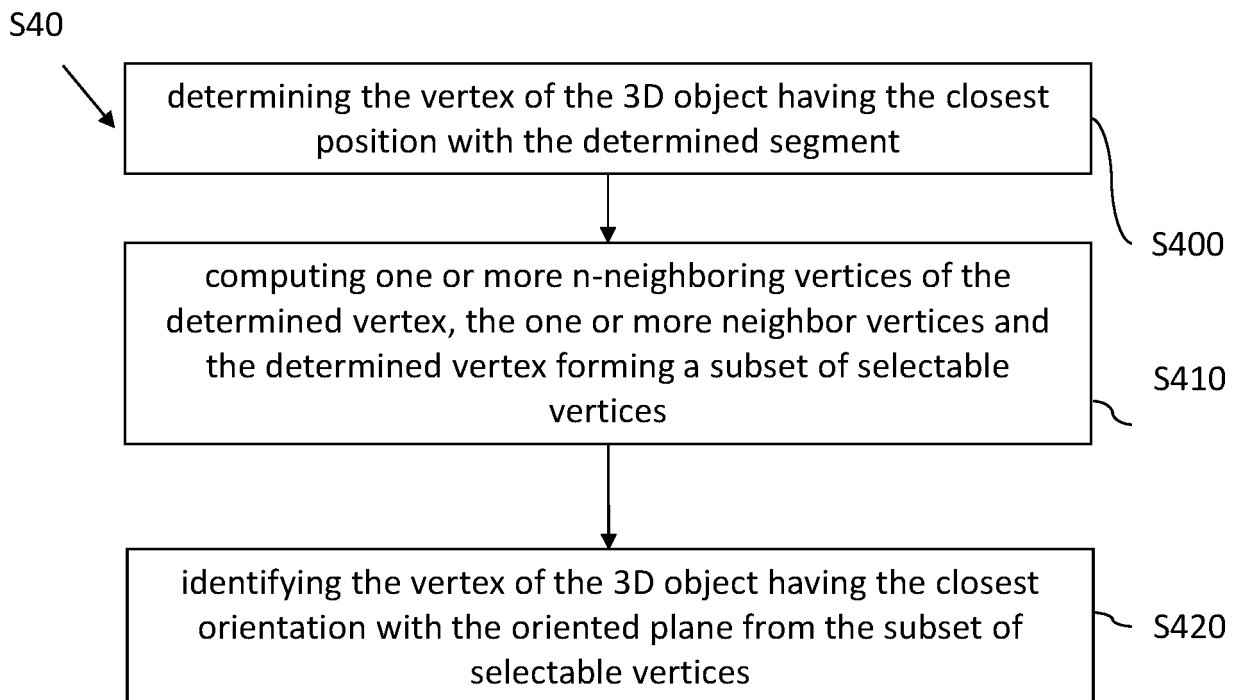 S40
determining the vertex of the 3D object having the closest
position with the determined segment
S400
computing one or more n-neighboring vertices of the
determined vertex, the one or more neighbor vertices and
the determined vertex forming a subset of selectable
vertices
S410
identifying the vertex of the 3D object having the closest
orientation with the oriented plane from the subset of
selectable vertices
S420